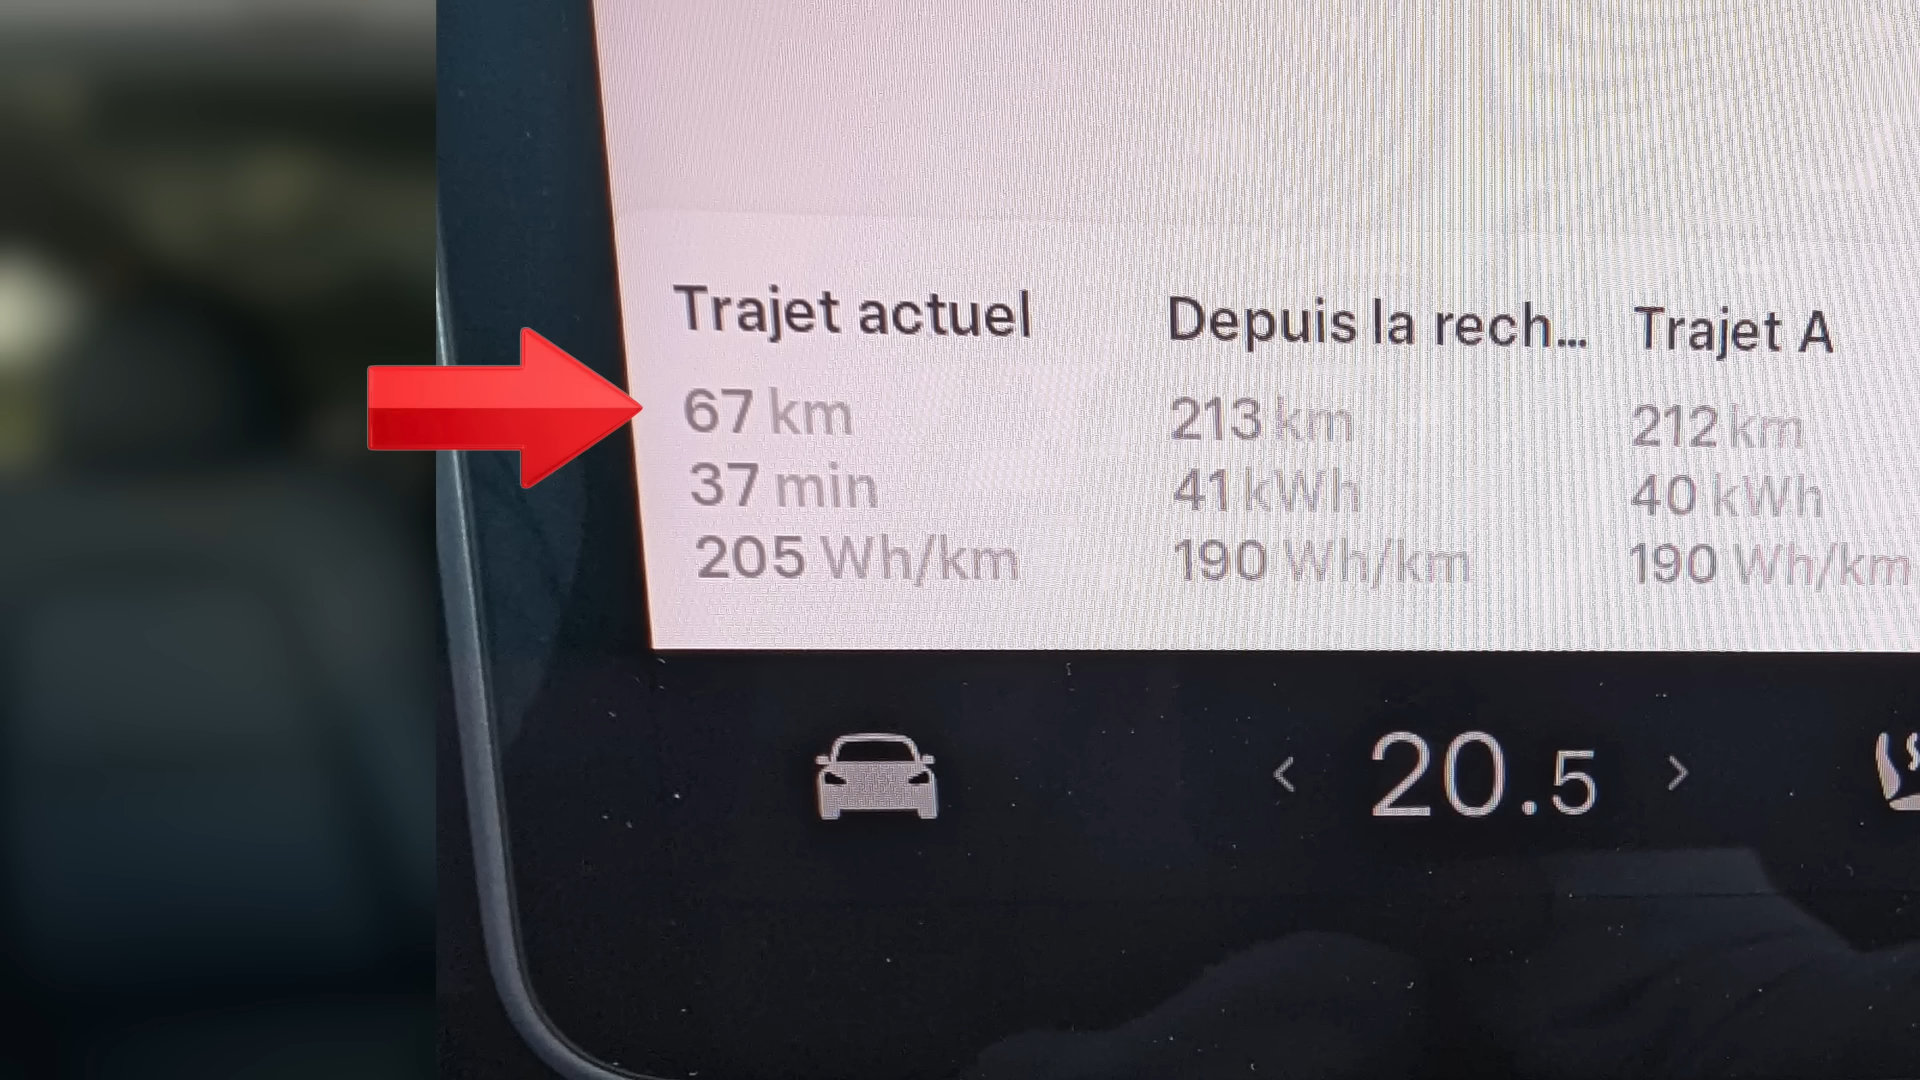 Trajet actuel
67 km
37 min
205 Wh/km
Depuis la rech...
213 km
41 kWh
190 Wh/km
Trajet A
212 km
40 kWh
190 Wh/km
< 20.5 >